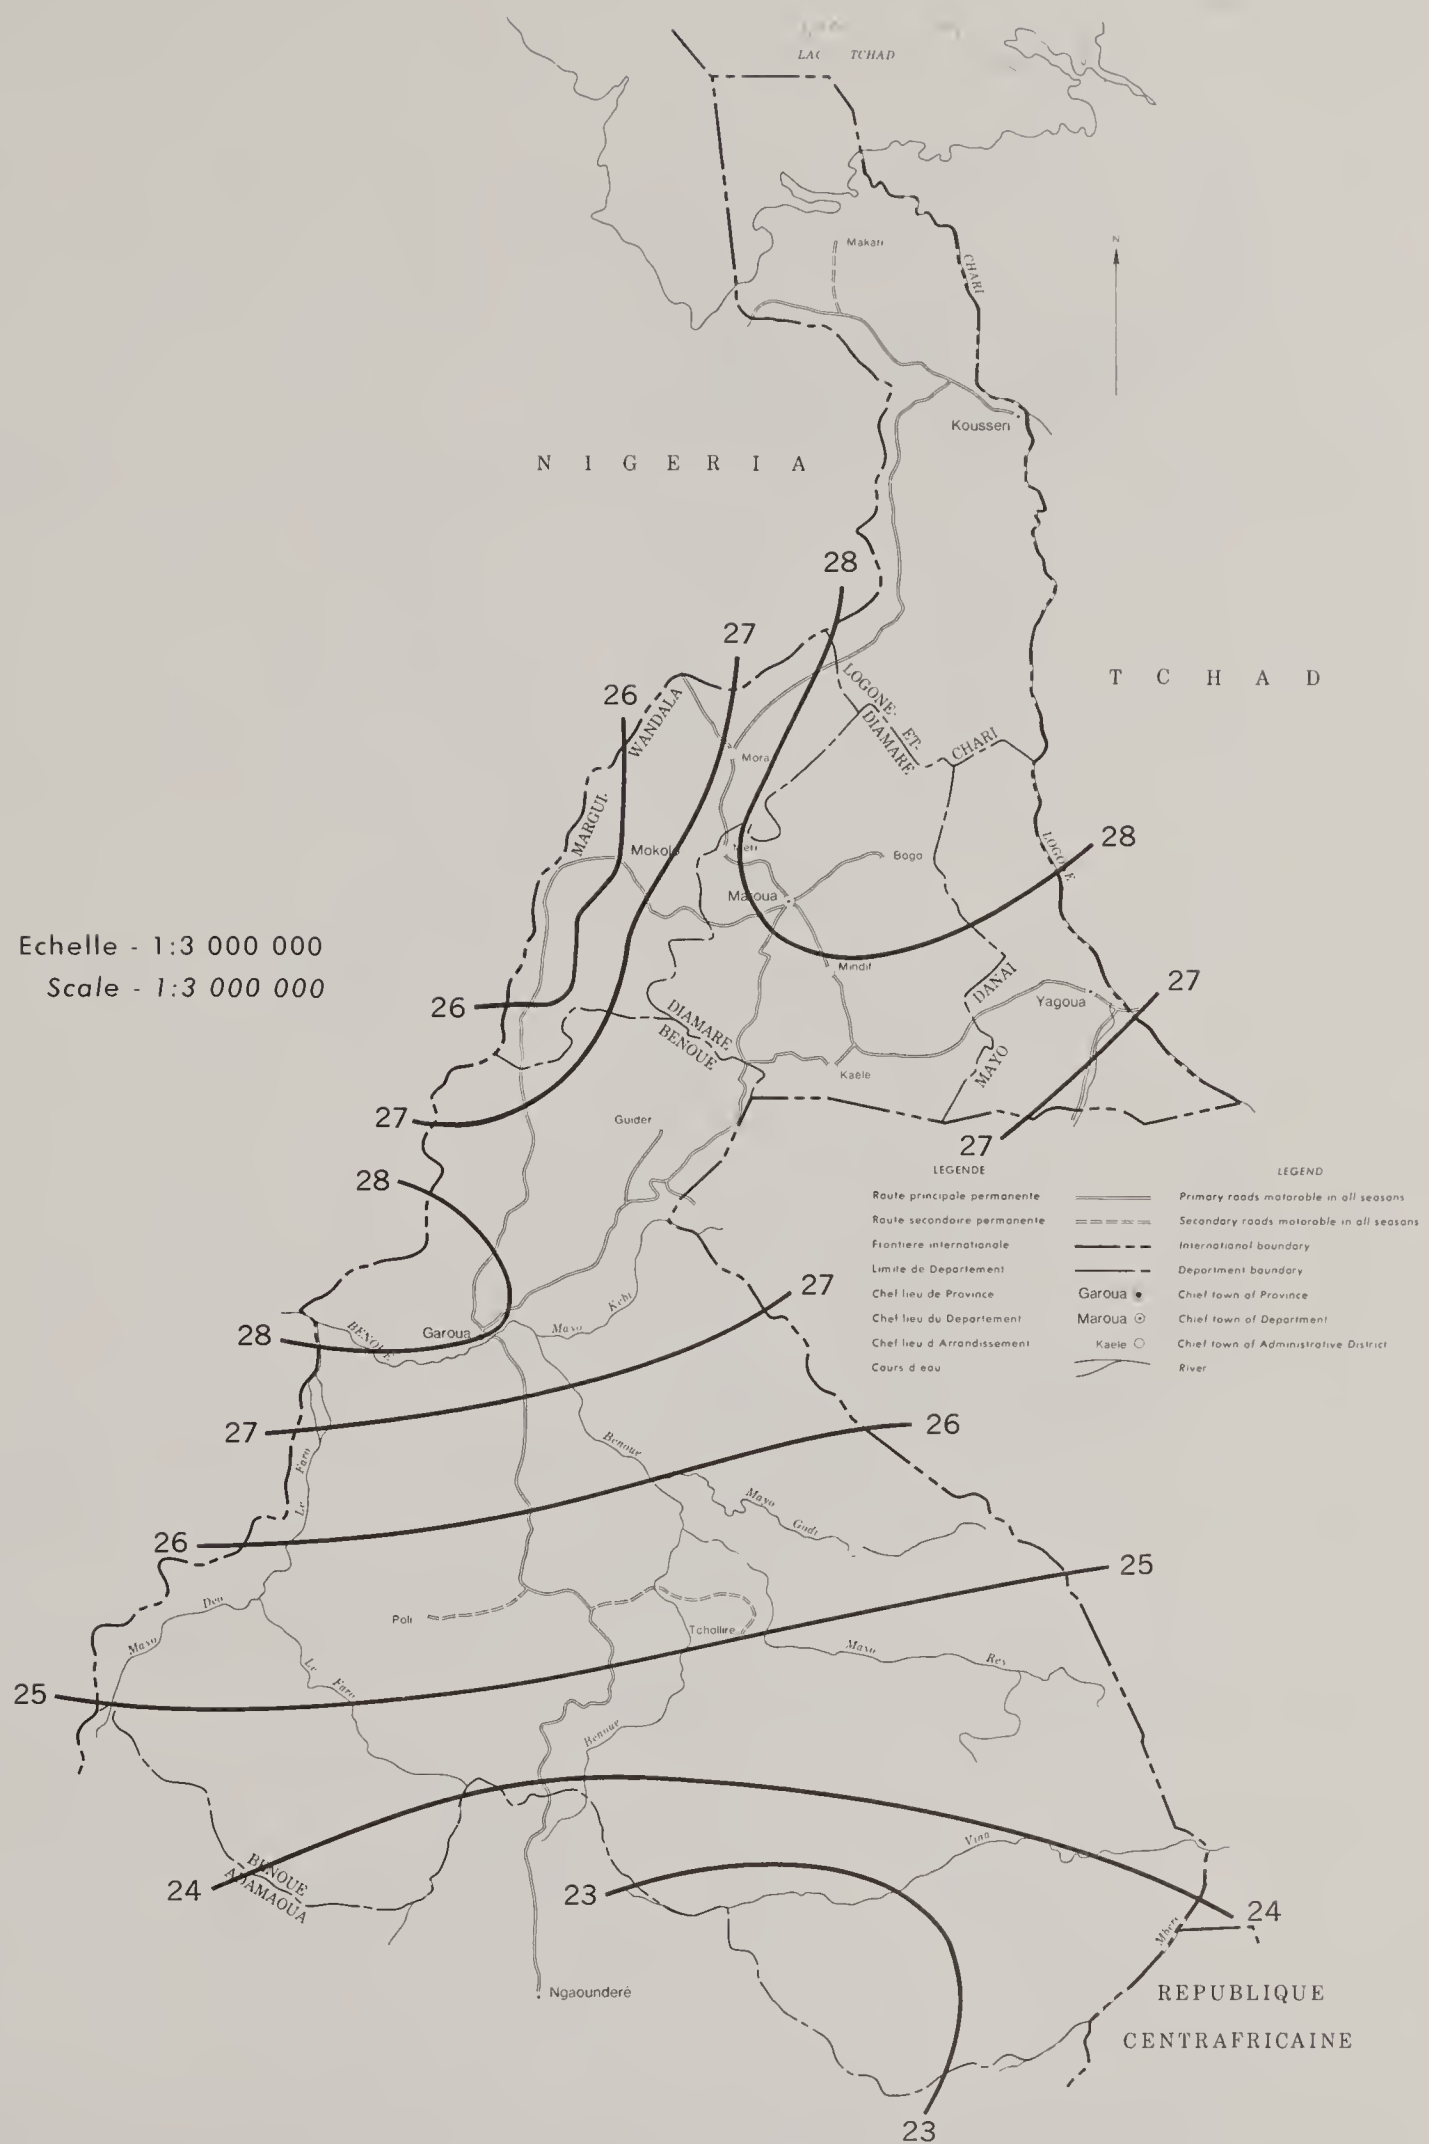 LAC TCHAD
Makari
CHARI
N
Kousseri
NIGERIA
28
27
TCHAD
26
WANDALA
LOGONE-ET-CHARI
DIAMARE
Mora
MARGUI-
Mokolo
Meri
Bogo
LOGONE
28
Maroua
Echelle - 1:3 000 000
Mindif
DANAI
27
Scale - 1:3 000 000
26
Yagoua
DIAMARE
BENOUE
MAYO
Kaele
27
Guider
27
28
LEGENDE
LEGEND
Route principale permanente
Primary roads motorable in all seasons
Route secondaire permanente
Secondary roads motorable in all seasons
Frontiere internationale
International boundary
Limite de Departement
Department boundary
Chef lieu de Province
Garoua
Chief town of Province
Chef lieu du Departement
Maroua
Chief town of Department
Chef lieu d Arrondissement
Kaele
Chief town of Administrative District
Cours d eau
River
27
Kebi
Mayo
BENOUE
Garoua
28
27
26
Faro
Le
Benoue
Mayo
Godi
26
25
Deo
Poli
Tchollire
Mayo
Mayo
Rey
Le
Faro
25
Benoue
Vina
BENOUE
ADAMAOUA
24
23
24
Mbere
Ngaounderé
REPUBLIQUE
CENTRAFRICAINE
23